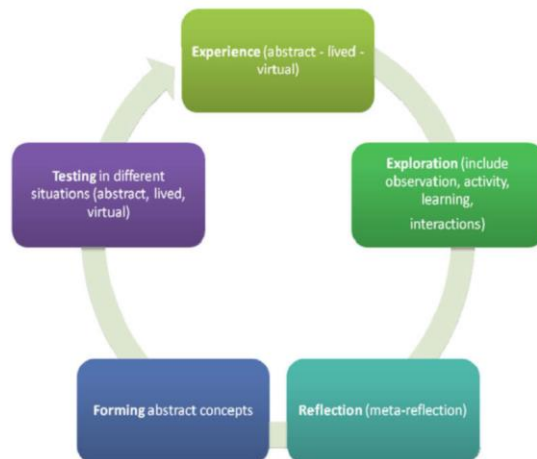 Experience (abstract - lived -
virtual)
Exploration (include
observation, activity,
learning,
interactions)
Reflection (meta-reflection)
Forming abstract concepts
Testing in different
situations (abstract, lived,
virtual)